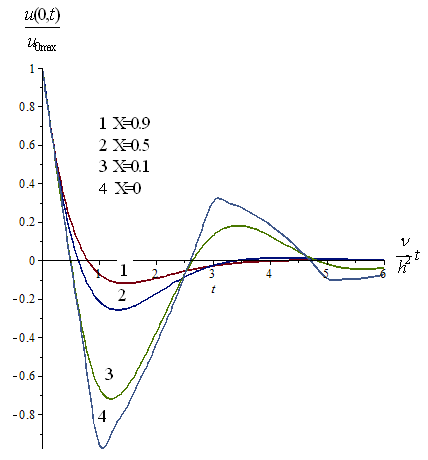 u(0,t)
u0max
1
0.8
0.6
0.4
0.2
0
-0.2
-0.4
-0.6
-0.8
1 X=0.9
2 X=0.5
3 X=0.1
4 X=0
1
2
3
4
1 2 3 4 5 6
t
ν
h² t